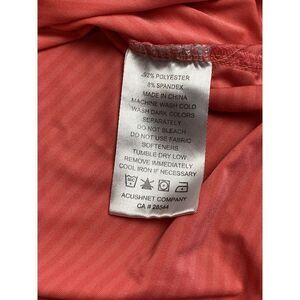 92% POLYESTER
8% SPANDEX
MADE IN CHINA
MACHINE WASH COLD
WASH DARK COLORS
SEPARATELY
DO NOT BLEACH
DO NOT USE FABRIC
SOFTENERS
TUMBLE DRY LOW
REMOVE IMMEDIATELY
COOL IRON IF NECESSARY
ACUSHNET COMPANY
CA # 28544